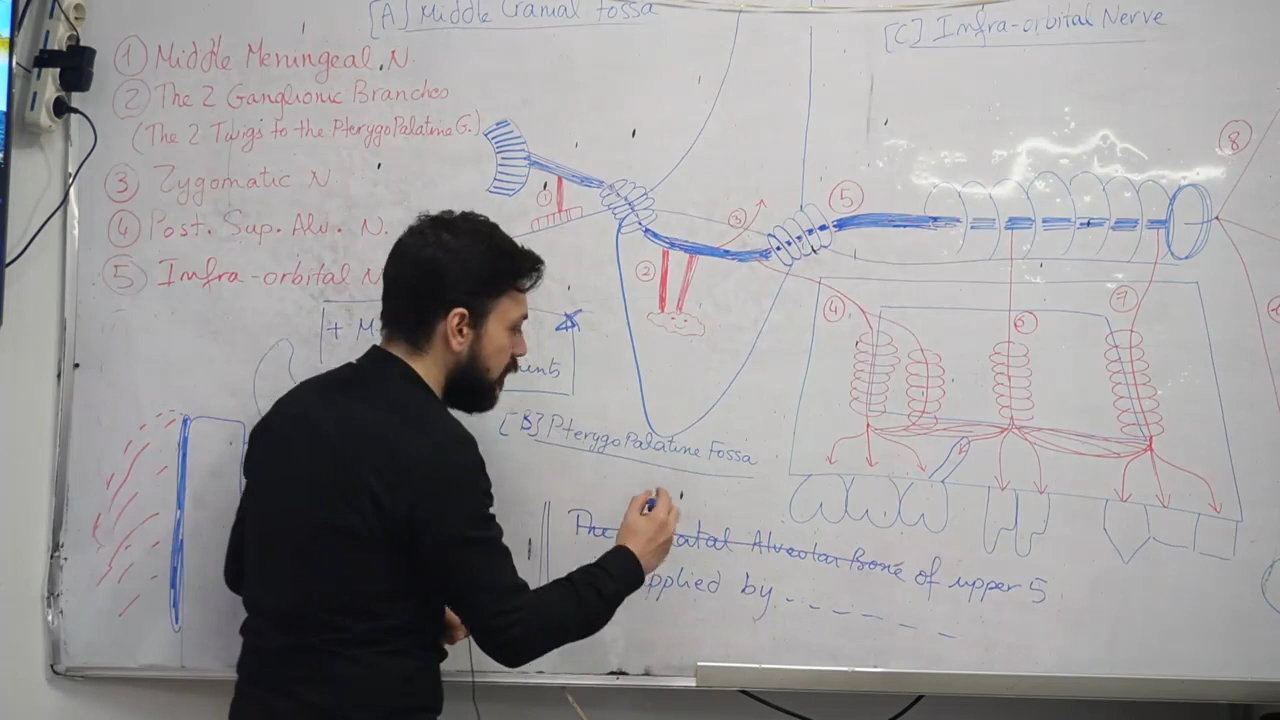 [A] Middle Cranial Fossa
[C] Infra-orbital Nerve
① Middle Meningeal N.
② The 2 Ganglionic Branches
(The 2 Twigs to the PterygoPalatine G.)
③ Zygomatic N.
④ Post. Sup. Alv. N.
⑤ Infra-orbital N
①
②
③
⑤
④
6
⑦
⑧
+ M
[B] PterygoPalatine Fossa
The Alveolar Bone of upper 5
by - - - - - -